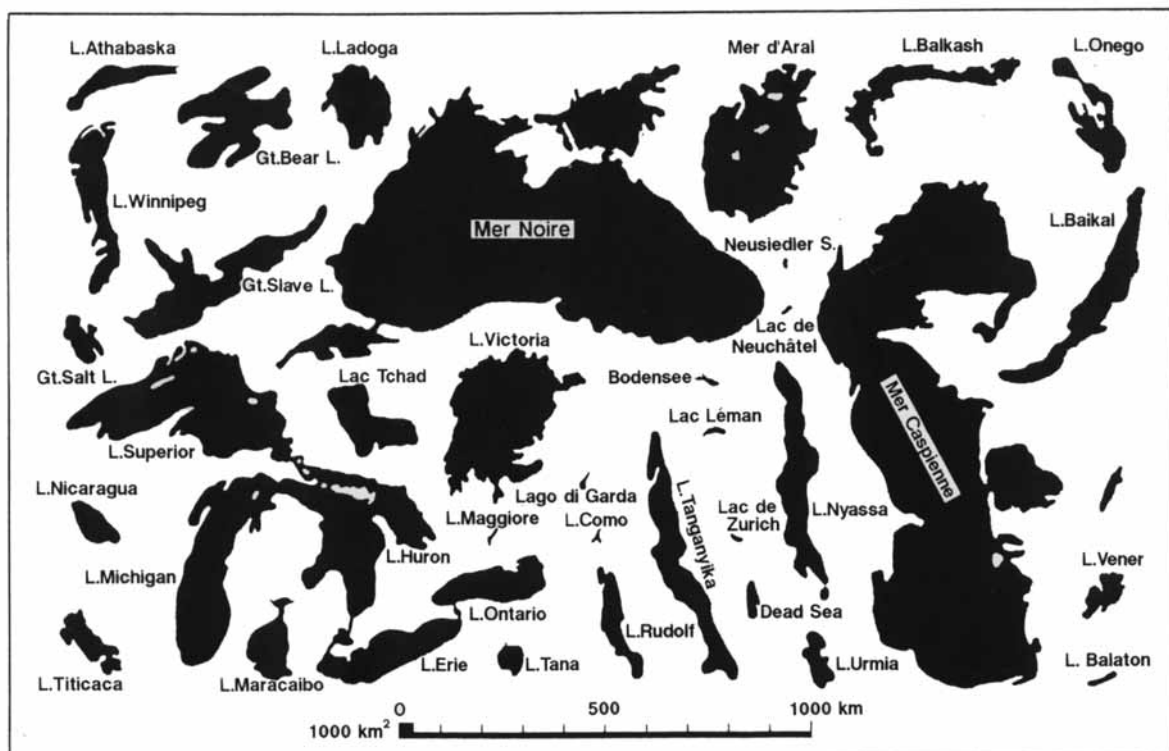 L.Athabaska
L.Ladoga
Mer d'Aral
L.Balkash
L.Onego
Gt.Bear L.
L.Winnipeg
L.Baikal
Mer Noire
Neusiedler S.
Gt.Slave L.
Lac de
Neuchâtel
L.Victoria
Gt.Salt L.
Lac Tchad
Bodensee
Mer Caspienne
Lac Léman
L.Superior
L.Nicaragua
Lago di Garda
L.Tanganyika
Lac de
Zurich
L.Nyassa
L.Maggiore
L.Como
L.Huron
L.Vener
L.Michigan
L.Ontario
Dead Sea
L.Rudolf
L.Titicaca
L.Maracaibo
L.Erie
L.Tana
L.Urmia
L. Balaton
0 500 1000 km
1000 km²